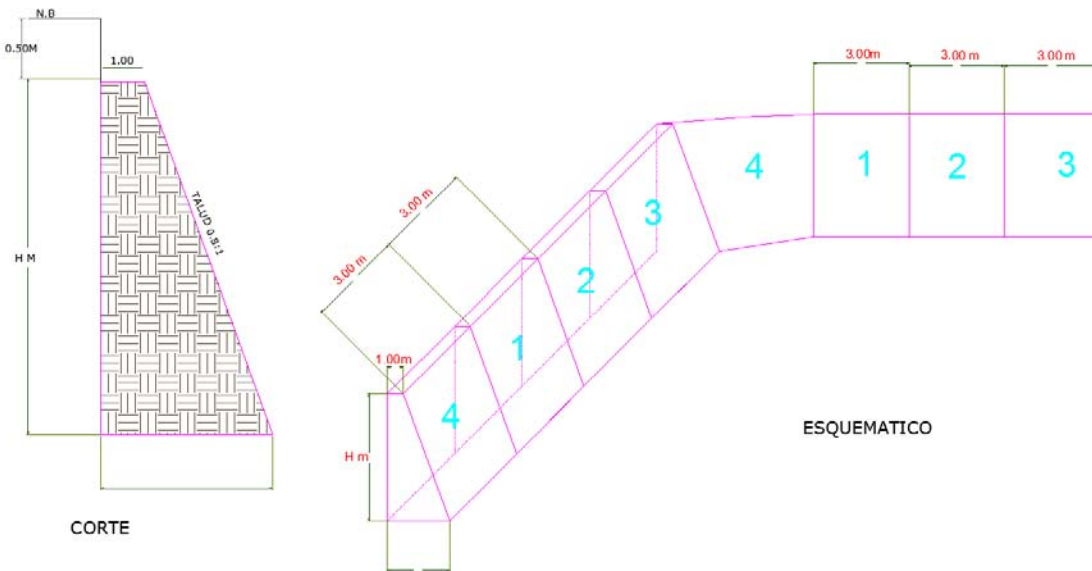 N.B
0.50M
1.00
TALUD 0.5:1
H M
CORTE
3.00m
3.00 m
3.00 m
3.00 m
3.00 m
1.00m
H m
4
1
2
3
4
1
2
3
ESQUEMATICO